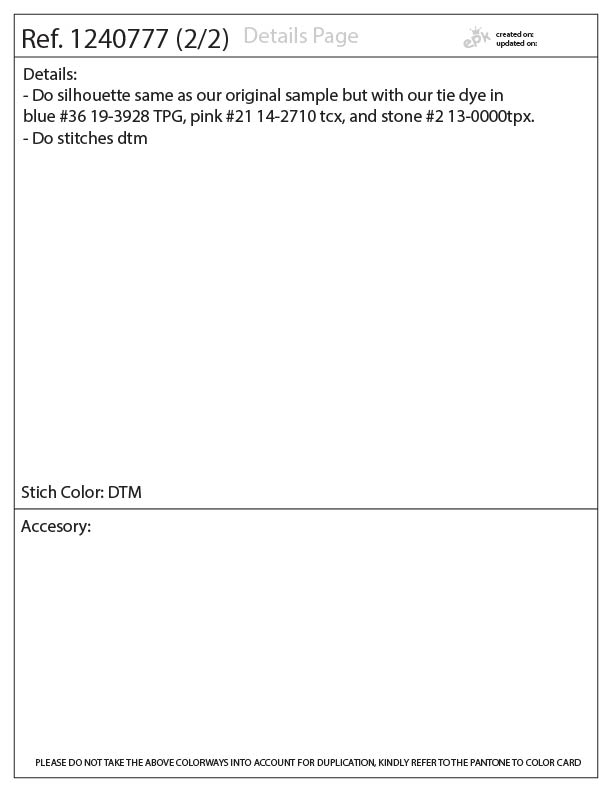 Ref. 1240777 (2/2) Details Page
epk created on:
updated on:
Details:
- Do silhouette same as our original sample but with our tie dye in
blue #36 19-3928 TPG, pink #21 14-2710 tcx, and stone #2 13-0000tpx.
- Do stitches dtm
Stich Color: DTM
Accesory:
PLEASE DO NOT TAKE THE ABOVE COLORWAYS INTO ACCOUNT FOR DUPLICATION, KINDLY REFER TO THE PANTONE TO COLOR CARD